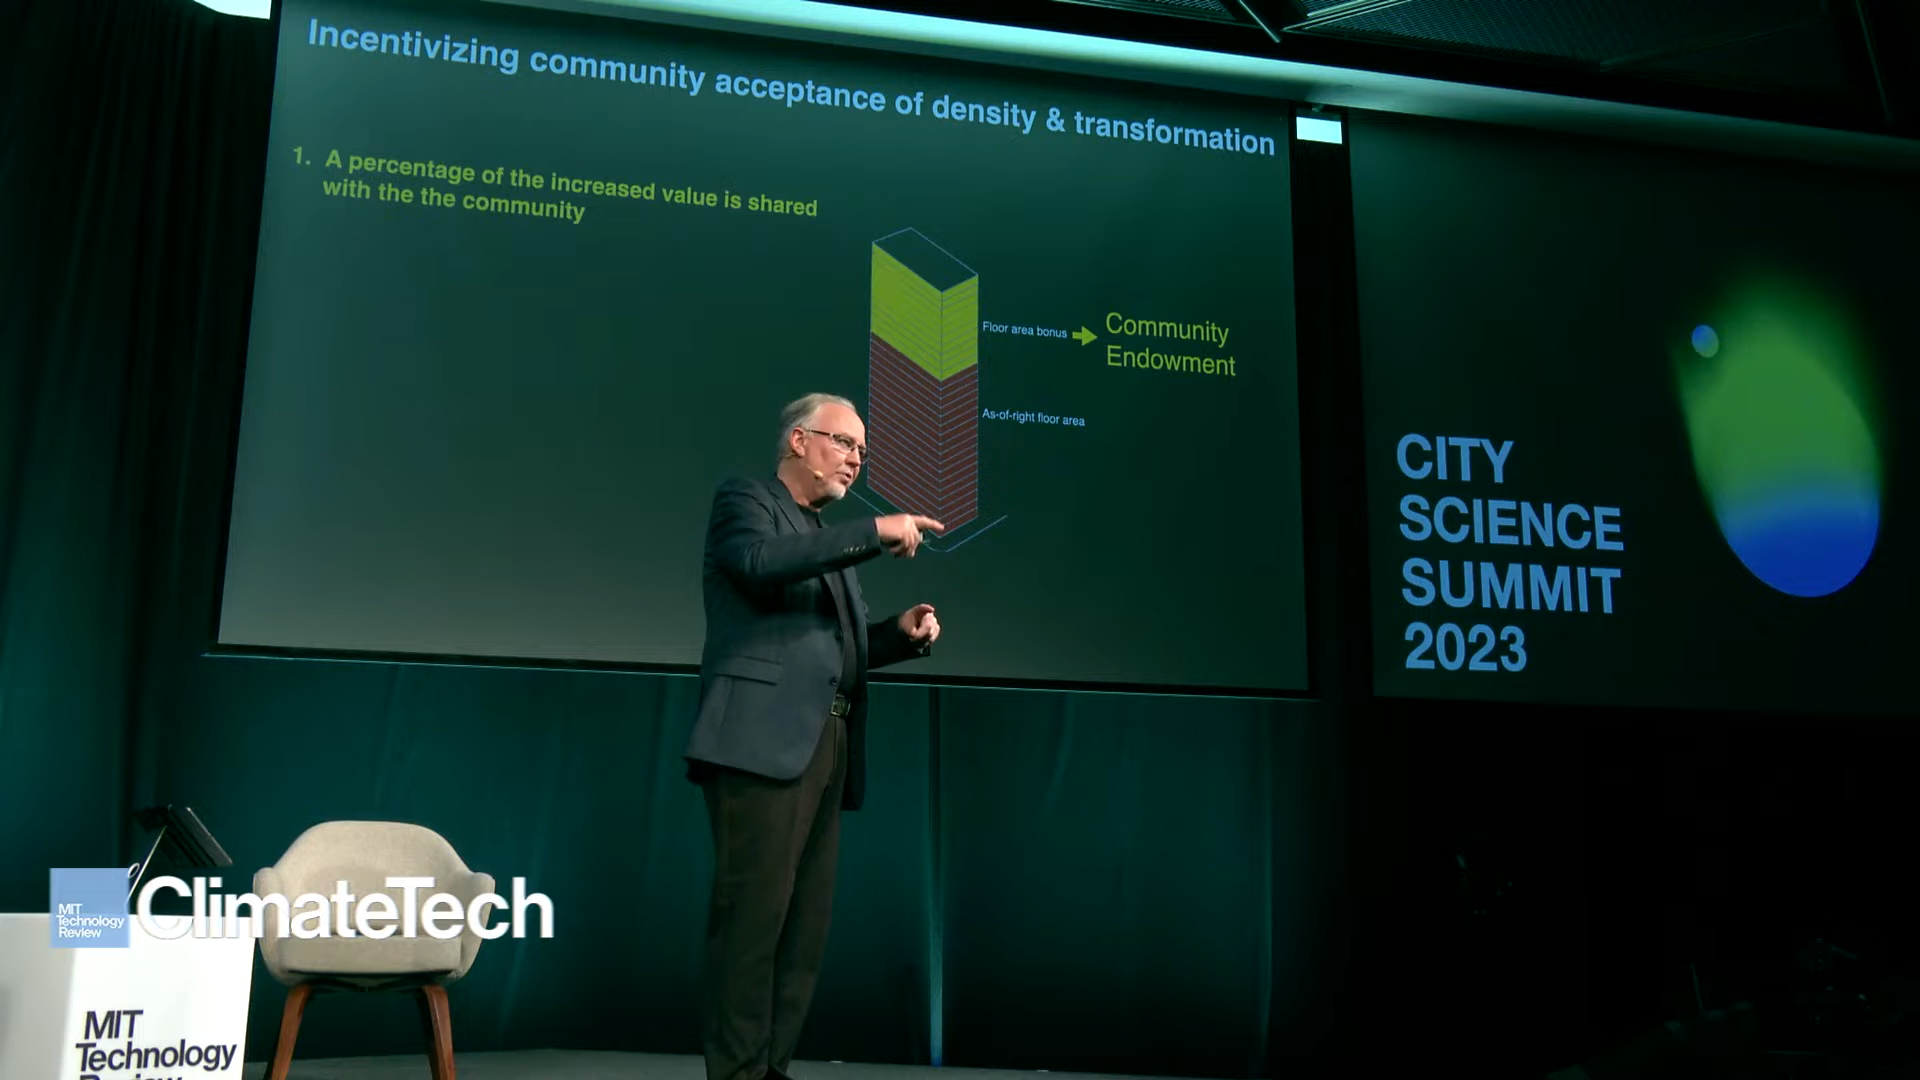 Incentivizing community acceptance of density & transformation
1. A percentage of the increased value is shared
with the the community
Floor area bonus
Community
Endowment
As-of-right floor area
CITY
SCIENCE
SUMMIT
2023
MIT
Technology
Review
ClimateTech
MIT
Technology
Review